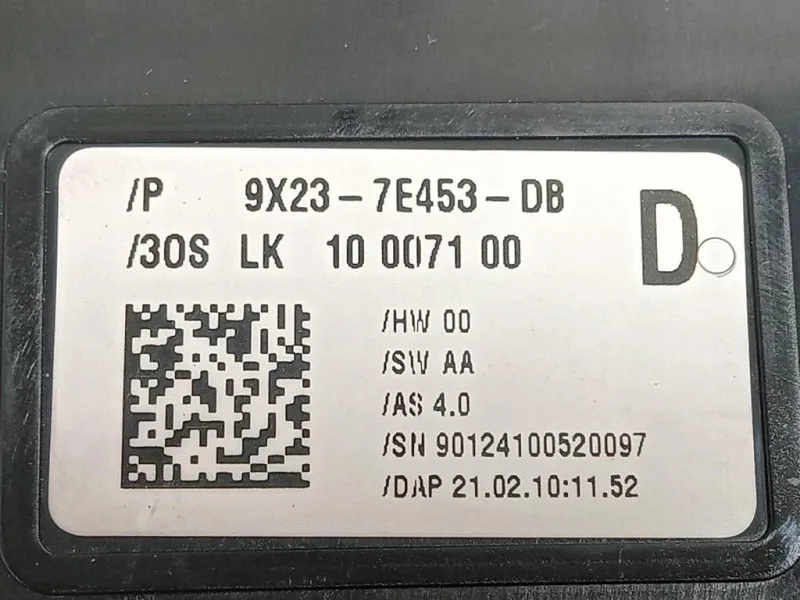 /P 9X23-7E453-DB
D
/3OS LK 10 0071 00
/HW 00
/SW AA
/AS 4.0
/SN 90124100520097
/DAP 21.02.10:11.52